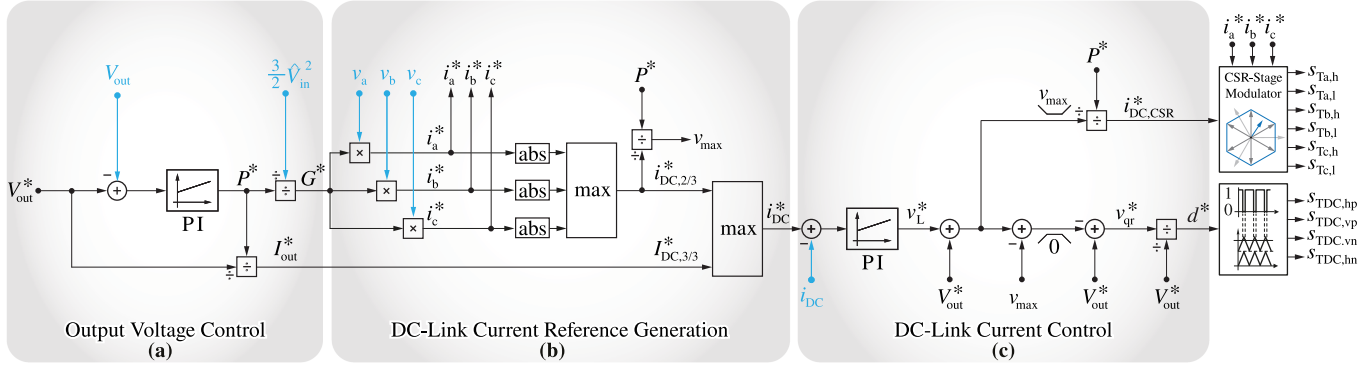 V*out
Vout
−
+
PI
P*
3/2 V̂in²
÷
÷
G*
÷
÷
I*out
Output Voltage Control
(a)
va
vb
vc
i*a
i*b
i*c
×
×
×
i*a
i*b
i*c
abs
abs
abs
max
P*
÷
÷
vmax
i*DC,2/3
I*DC,3/3
max
i*DC
DC-Link Current Reference Generation
(b)
+
−
iDC
PI
v*L
+
V*out
vmax
P*
÷
÷
i*DC,CSR
+
−
vmax
0
−
+
V*out
v*qr
÷
÷
V*out
d*
DC-Link Current Control
(c)
i*a
i*b
i*c
CSR-Stage
Modulator
sTa,h
sTa,l
sTb,h
sTb,l
sTc,h
sTc,l
1
0
sTDC,hp
sTDC,vp
sTDC.vn
sTDC,hn